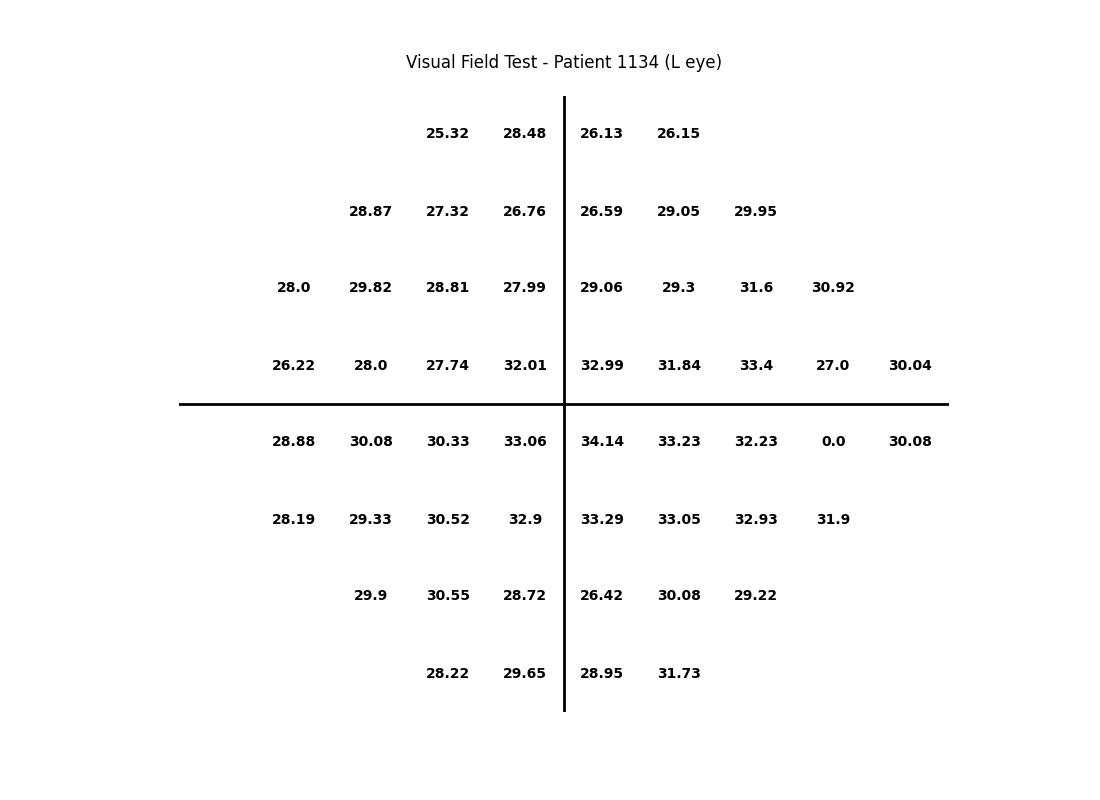 Visual Field Test - Patient 1134 (L eye)
25.32 28.48 26.13 26.15
28.87 27.32 26.76 26.59 29.05 29.95
28.0 29.82 28.81 27.99 29.06 29.3 31.6 30.92
26.22 28.0 27.74 32.01 32.99 31.84 33.4 27.0 30.04
28.88 30.08 30.33 33.06 34.14 33.23 32.23 0.0 30.08
28.19 29.33 30.52 32.9 33.29 33.05 32.93 31.9
29.9 30.55 28.72 26.42 30.08 29.22
28.22 29.65 28.95 31.73